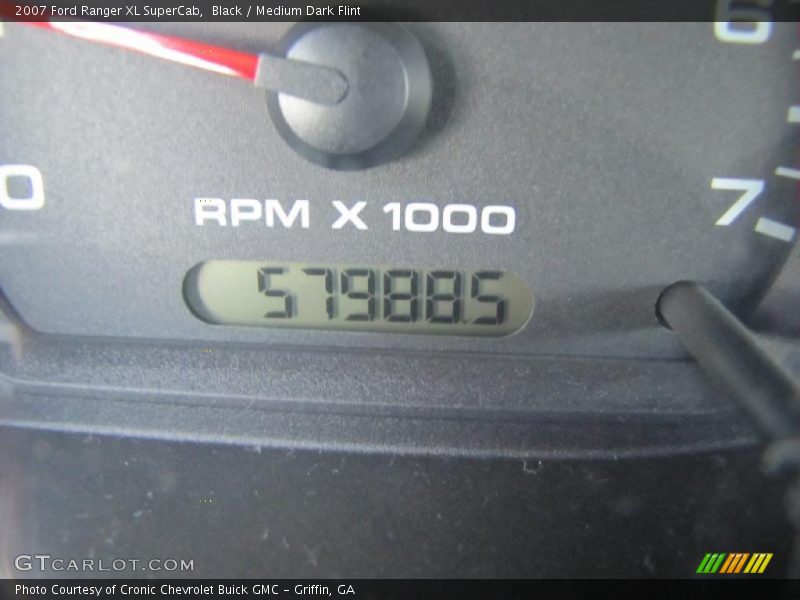 2007 Ford Ranger XL SuperCab,  Black / Medium Dark Flint
6
0
7
RPM X 1000
57988.5
GTCARLOT.COM
Photo Courtesy of Cronic Chevrolet Buick GMC - Griffin, GA